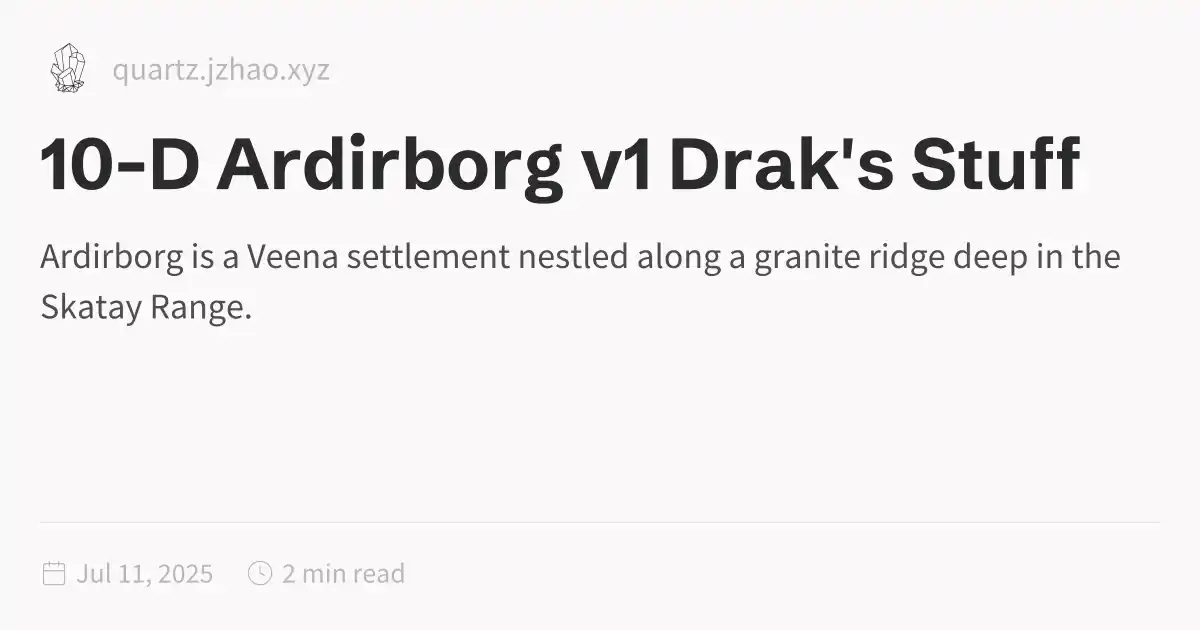 quartz.jzhao.xyz
10-D Ardirborg v1 Drak's Stuff
Ardirborg is a Veena settlement nestled along a granite ridge deep in the
Skatay Range.
Jul 11, 2025 2 min read